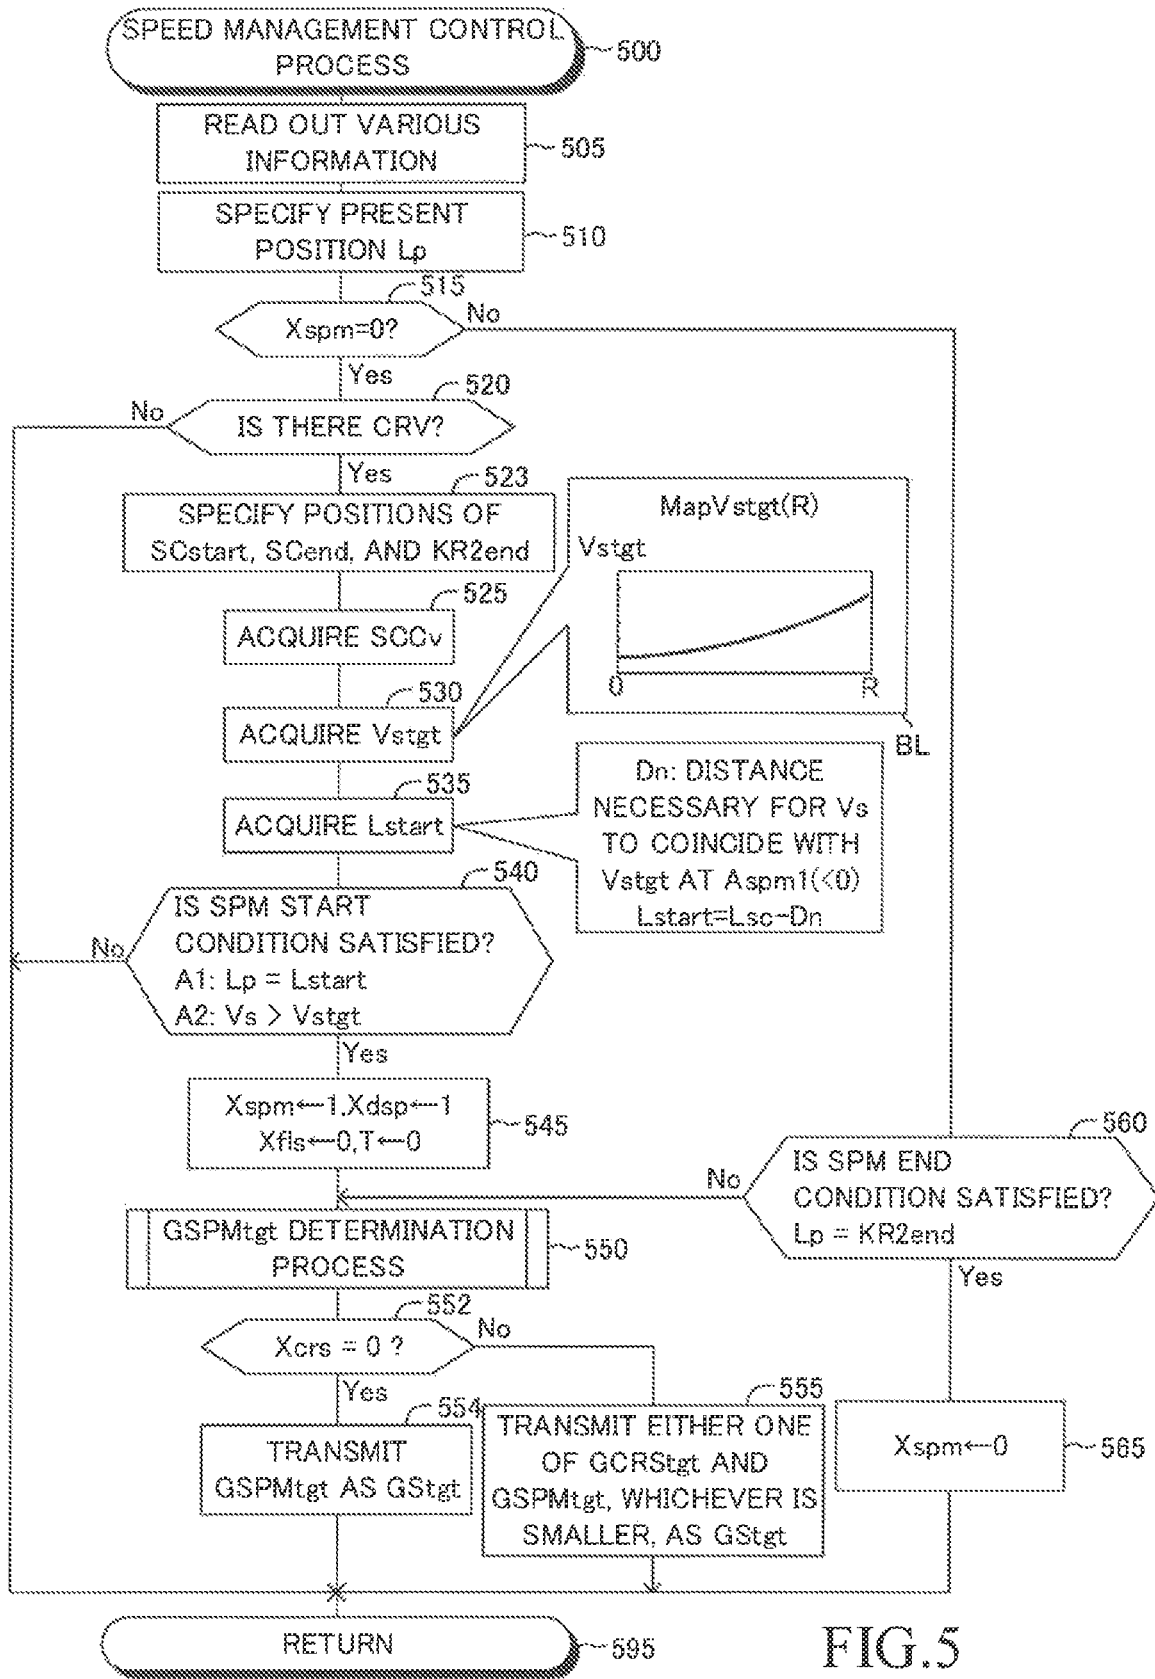 SPEED MANAGEMENT CONTROL
PROCESS
500
READ OUT VARIOUS
INFORMATION
505
SPECIFY PRESENT
POSITION Lp
510
515
Xspm=0?
No
Yes
520
No
IS THERE CRV?
Yes
523
SPECIFY POSITIONS OF
SCstart, SCend, AND KR2end
MapVstgt(R)
Vstgt
0
R
BL
525
ACQUIRE SCCv
530
ACQUIRE Vstgt
535
ACQUIRE Lstart
Dn: DISTANCE
NECESSARY FOR Vs
TO COINCIDE WITH
Vstgt AT Aspm1(<0)
Lstart=Lsc-Dn
540
IS SPM START
CONDITION SATISFIED?
A1: Lp = Lstart
A2: Vs > Vstgt
No
Yes
Xspm←1,Xdsp←1
Xfls←0,T←0
545
560
IS SPM END
CONDITION SATISFIED?
Lp = KR2end
No
Yes
GSPMtgt DETERMINATION
PROCESS
550
552
Xcrs = 0 ?
No
Yes
554
TRANSMIT
GSPMtgt AS GStgt
555
TRANSMIT EITHER ONE
OF GCRStgt AND
GSPMtgt, WHICHEVER IS
SMALLER, AS GStgt
Xspm←0
565
RETURN
595
FIG.5